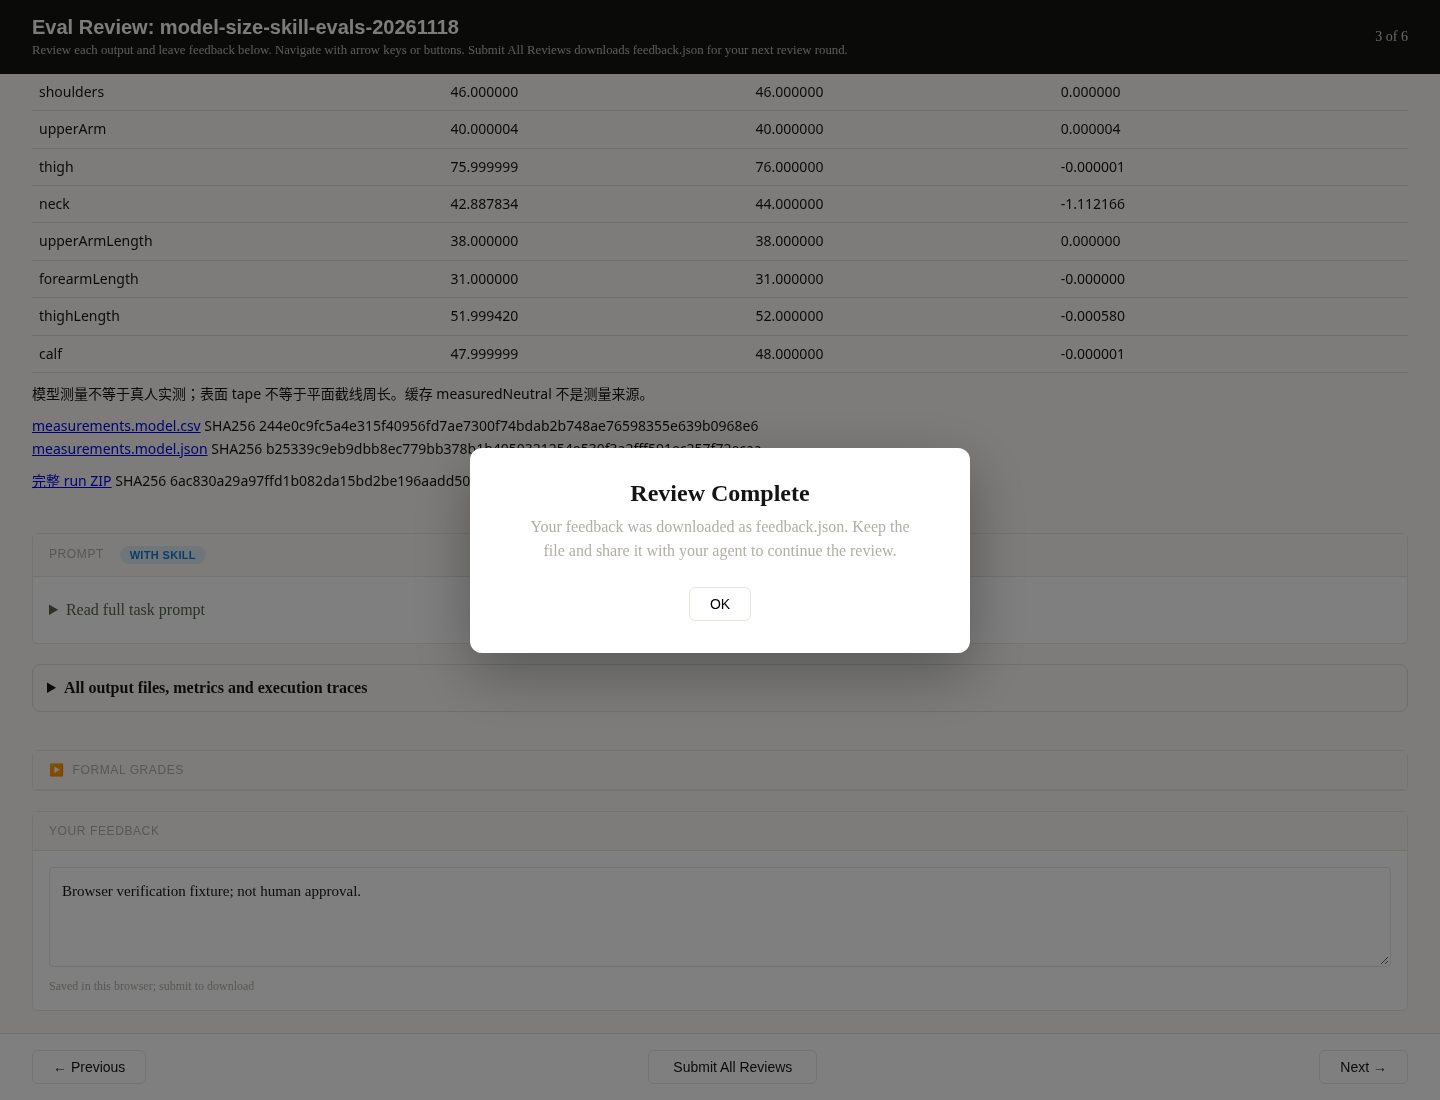 Eval Review: model-size-skill-evals-20261118
Review each output and leave feedback below. Navigate with arrow keys or buttons. Submit All Reviews downloads feedback.json for your next review round.
3 of 6
shoulders 46.000000 46.000000 0.000000
upperArm 40.000004 40.000000 0.000004
thigh 75.999999 76.000000 -0.000001
neck 42.887834 44.000000 -1.112166
upperArmLength 38.000000 38.000000 0.000000
forearmLength 31.000000 31.000000 -0.000000
thighLength 51.999420 52.000000 -0.000580
calf 47.999999 48.000000 -0.000001
模型测量不等于真人实测；表面 tape 不等于平面截线周长。缓存 measuredNeutral 不是测量来源。
measurements.model.csv SHA256 244e0c9fc5a4e315f40956fd7ae7300f74bdab2b748ae76598355e639b0968e6
measurements.model.json SHA256
完整 run ZIP SHA256 6ac830a29a97ffd1b082da15bd2be196aadd50
Review Complete
Your feedback was downloaded as feedback.json. Keep the
file and share it with your agent to continue the review.
OK
PROMPT WITH SKILL
▶ Read full task prompt
▶ All output files, metrics and execution traces
▶ FORMAL GRADES
YOUR FEEDBACK
Browser verification fixture; not human approval.
Saved in this browser; submit to download
← Previous
Submit All Reviews
Next →